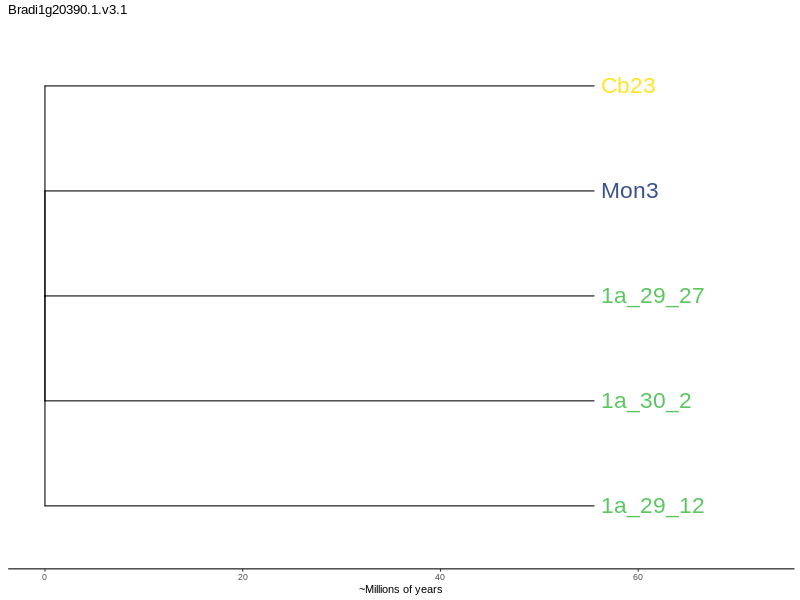 Bradi1g20390.1.v3.1
Cb23
Mon3
1a_29_27
1a_30_2
1a_29_12
0 20 40 60
~Millions of years